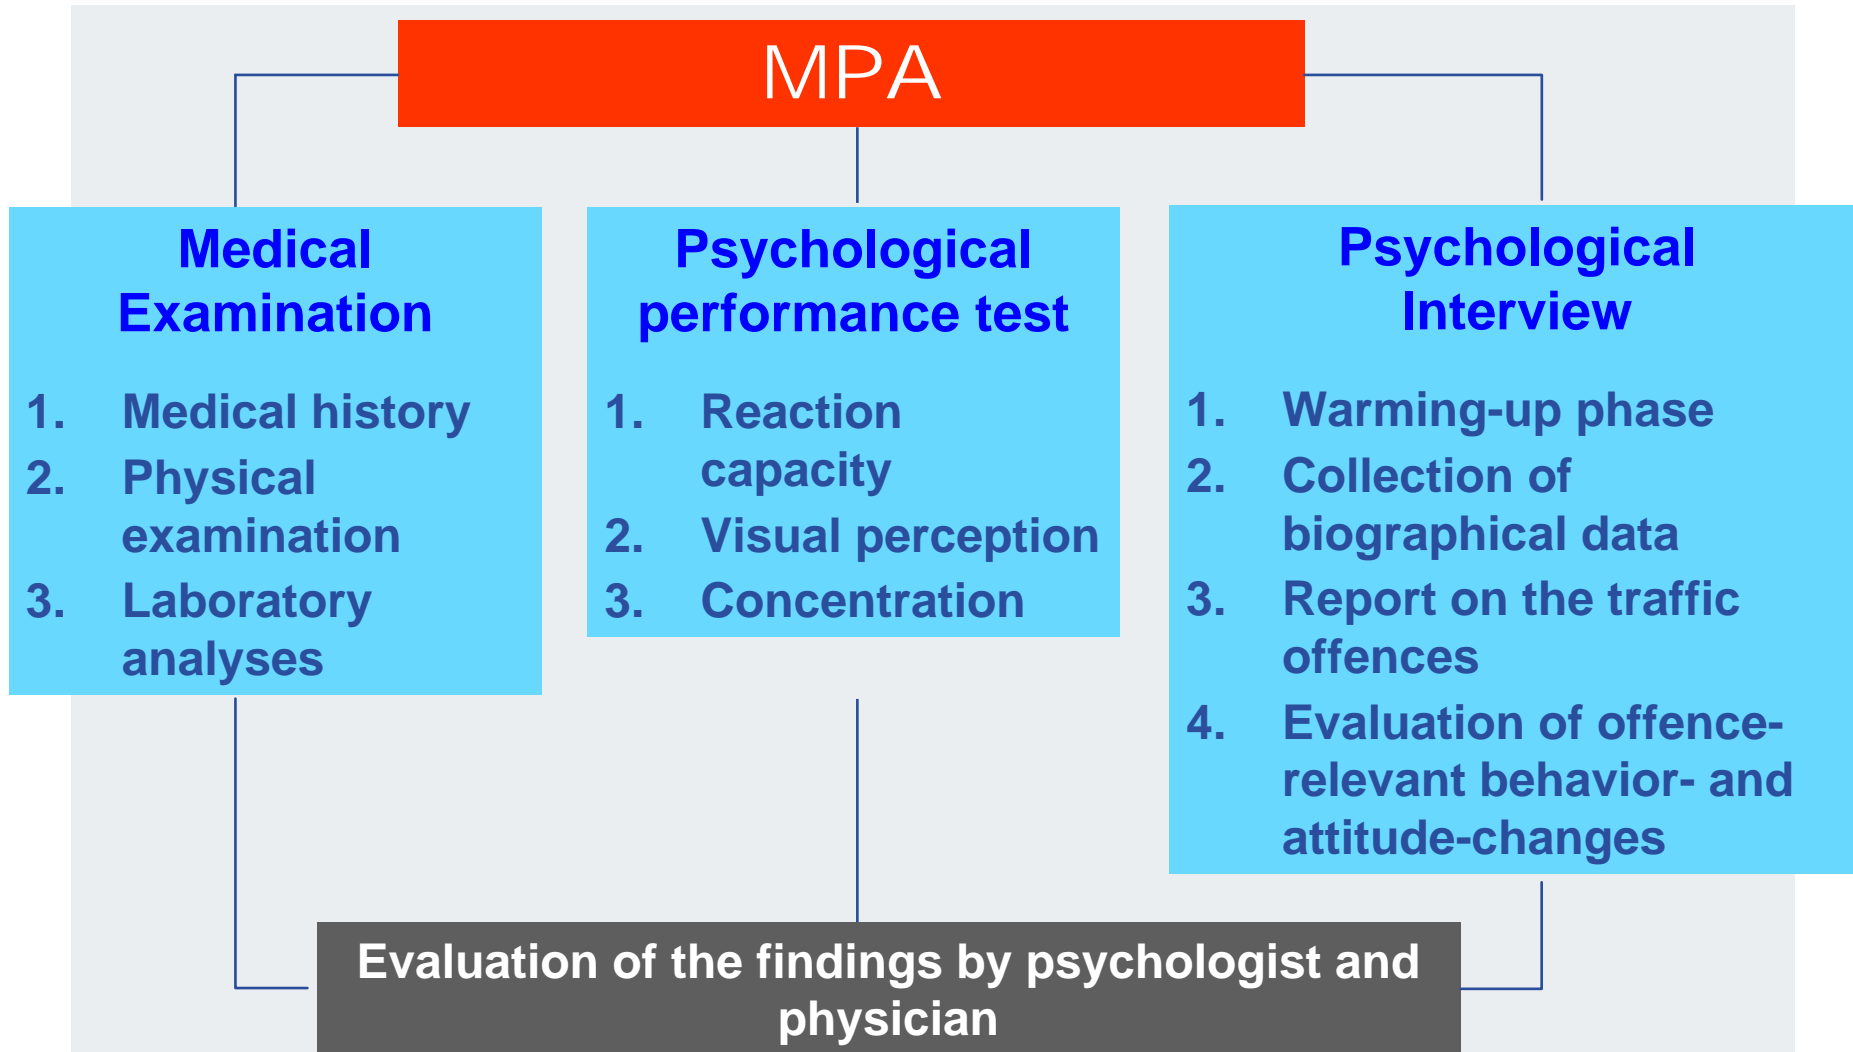 MPA
Medical
Examination
1. Medical history
2. Physical
examination
3. Laboratory
analyses
Psychological
performance test
1. Reaction
capacity
2. Visual perception
3. Concentration
Psychological
Interview
1. Warming-up phase
2. Collection of
biographical data
3. Report on the traffic
offences
4. Evaluation of offence-
relevant behavior- and
attitude-changes
Evaluation of the findings by psychologist and
physician